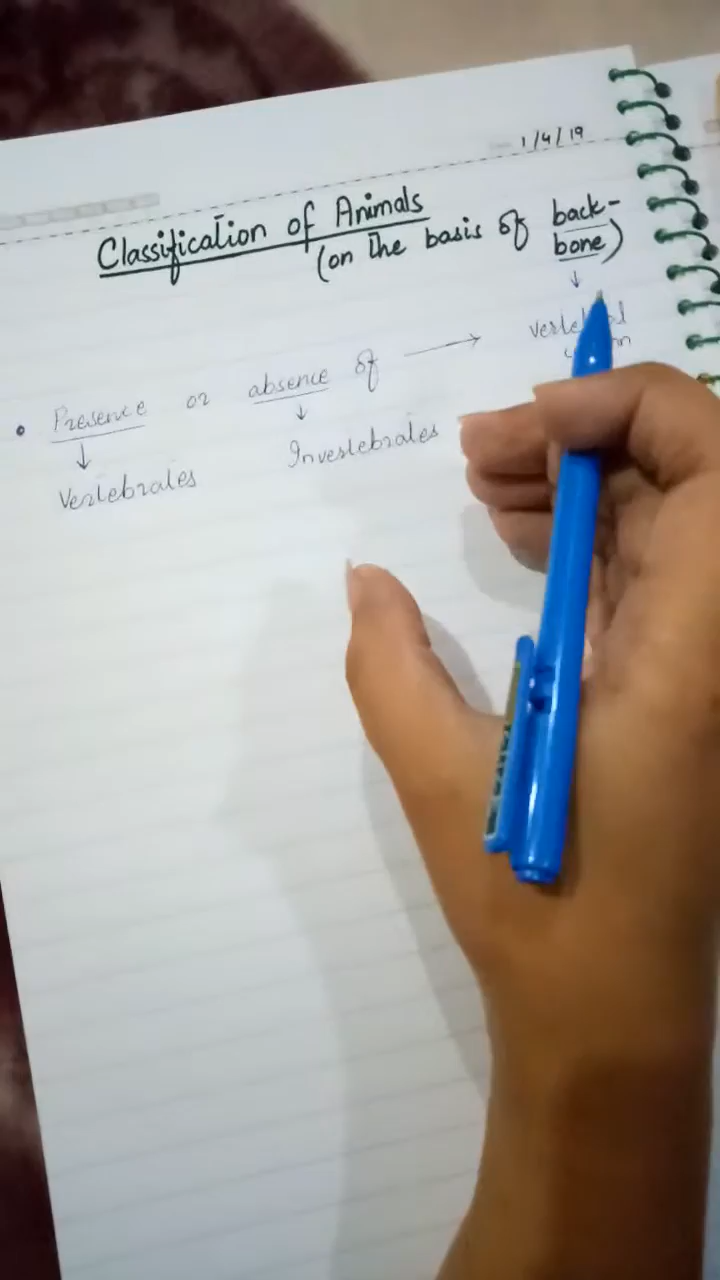 1/4/19
Classification of Animals
(on the basis of back-
bone)
↓
• Presence or absence of →
↓ ↓
Vertebrates Invertebrates